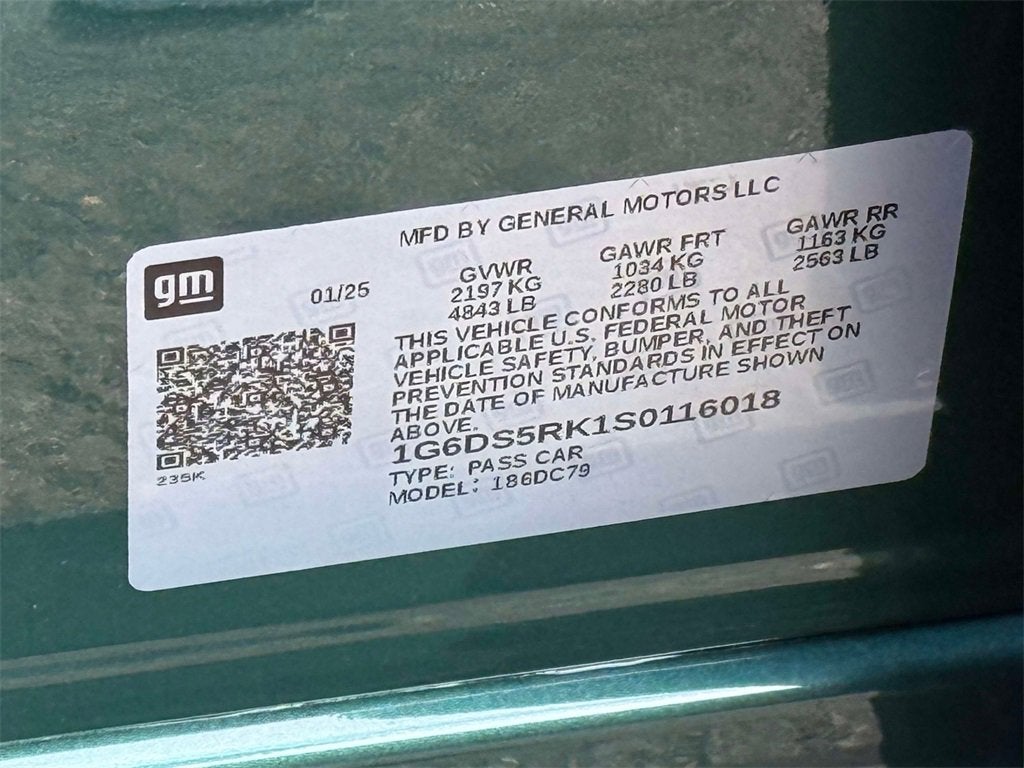 MFD BY GENERAL MOTORS LLC
gm
01/25
GVWR
2197 KG
4843 LB
GAWR FRT
1034 KG
2280 LB
GAWR RR
1163 KG
2563 LB
THIS VEHICLE CONFORMS TO ALL
APPLICABLE U.S. FEDERAL MOTOR
VEHICLE SAFETY, BUMPER, AND THEFT
PREVENTION STANDARDS IN EFFECT ON
THE DATE OF MANUFACTURE SHOWN
ABOVE.
1G6DS5RK1S0116018
TYPE: PASS CAR
MODEL: 186DC79
235K